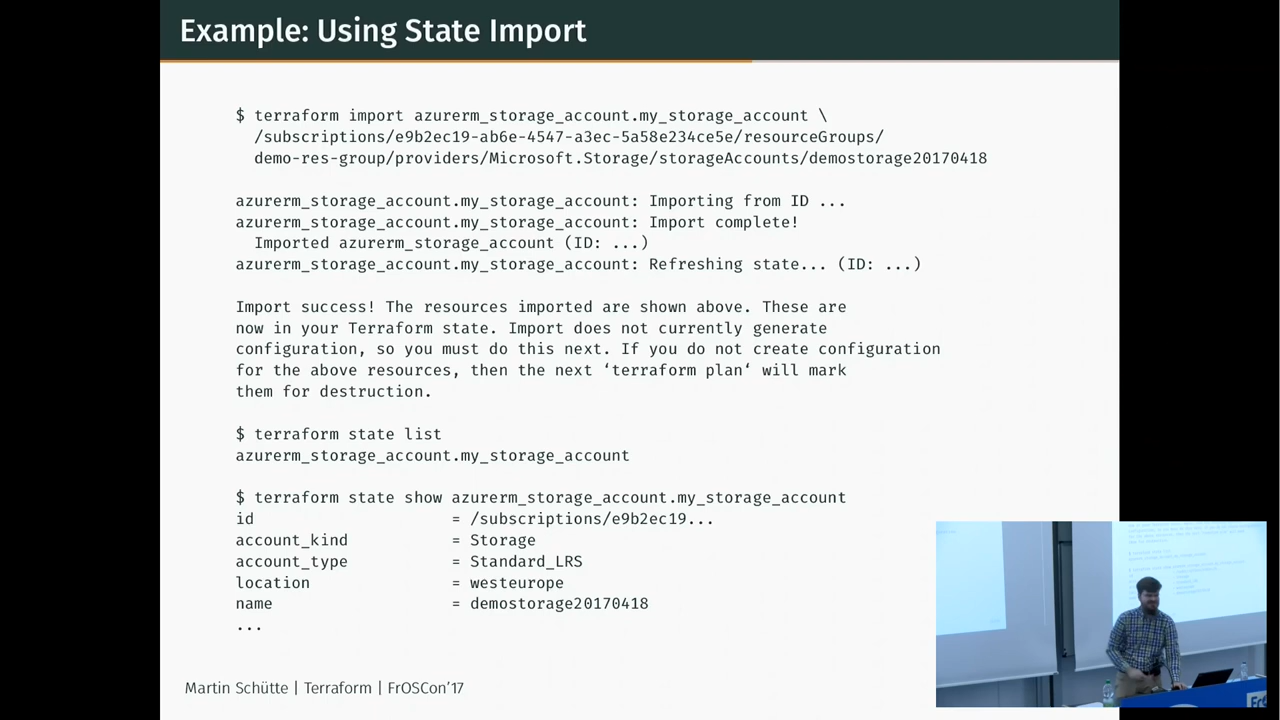 Example: Using State Import
$ terraform import azurerm_storage_account.my_storage_account \
/subscriptions/e9b2ec19-ab6e-4547-a3ec-5a58e234ce5e/resourceGroups/
demo-res-group/providers/Microsoft.Storage/storageAccounts/demostorage20170418
azurerm_storage_account.my_storage_account: Importing from ID ...
azurerm_storage_account.my_storage_account: Import complete!
Imported azurerm_storage_account (ID: ...)
azurerm_storage_account.my_storage_account: Refreshing state... (ID: ...)
Import success! The resources imported are shown above. These are
now in your Terraform state. Import does not currently generate
configuration, so you must do this next. If you do not create configuration
for the above resources, then the next ‘terraform plan‘ will mark
them for destruction.
$ terraform state list
azurerm_storage_account.my_storage_account
$ terraform state show azurerm_storage_account.my_storage_account
id = /subscriptions/e9b2ec19...
account_kind = Storage
account_type = Standard_LRS
location = westeurope
name = demostorage20170418
...
Martin Schütte | Terraform | FrOSCon’17